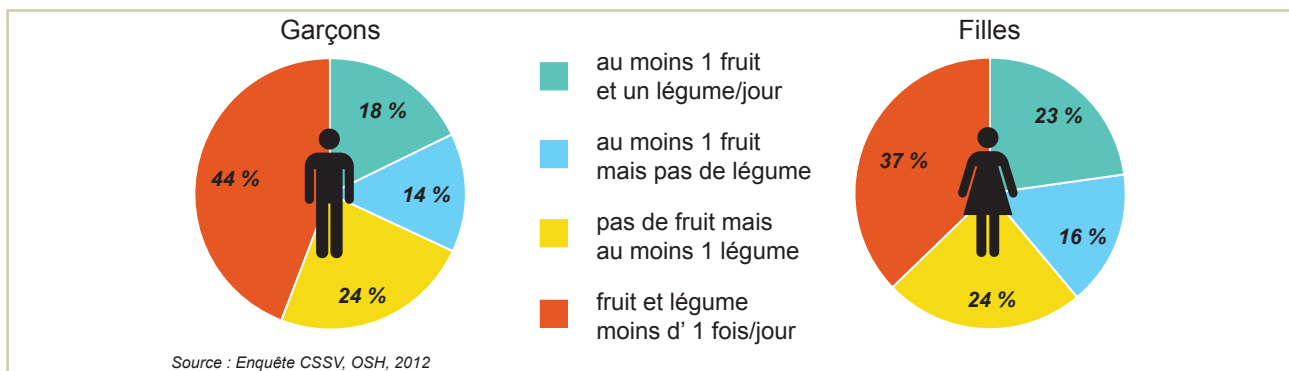 Garçons
18 %
14 %
24 %
44 %
au moins 1 fruit
et un légume/jour
au moins 1 fruit
mais pas de légume
pas de fruit mais
au moins 1 légume
fruit et légume
moins d' 1 fois/jour
Filles
23 %
16 %
24 %
37 %
Source : Enquête CSSV, OSH, 2012